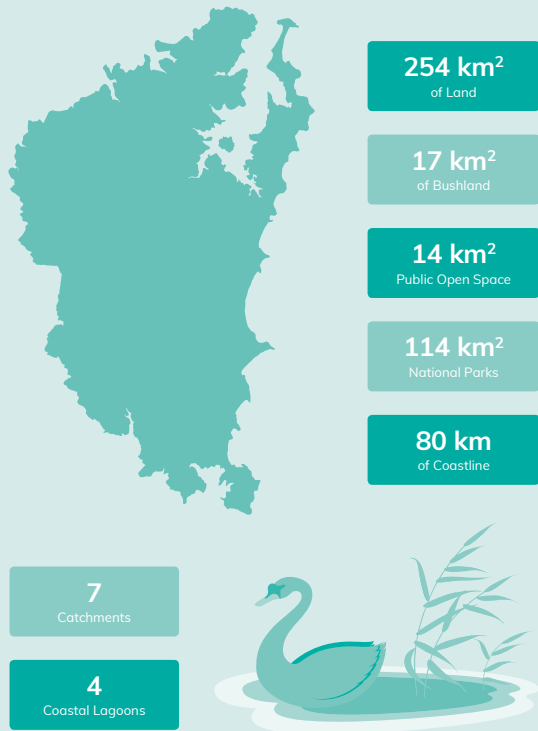 254 km²
of Land
17 km²
of Bushland
14 km²
Public Open Space
114 km²
National Parks
80 km
of Coastline
7
Catchments
4
Coastal Lagoons